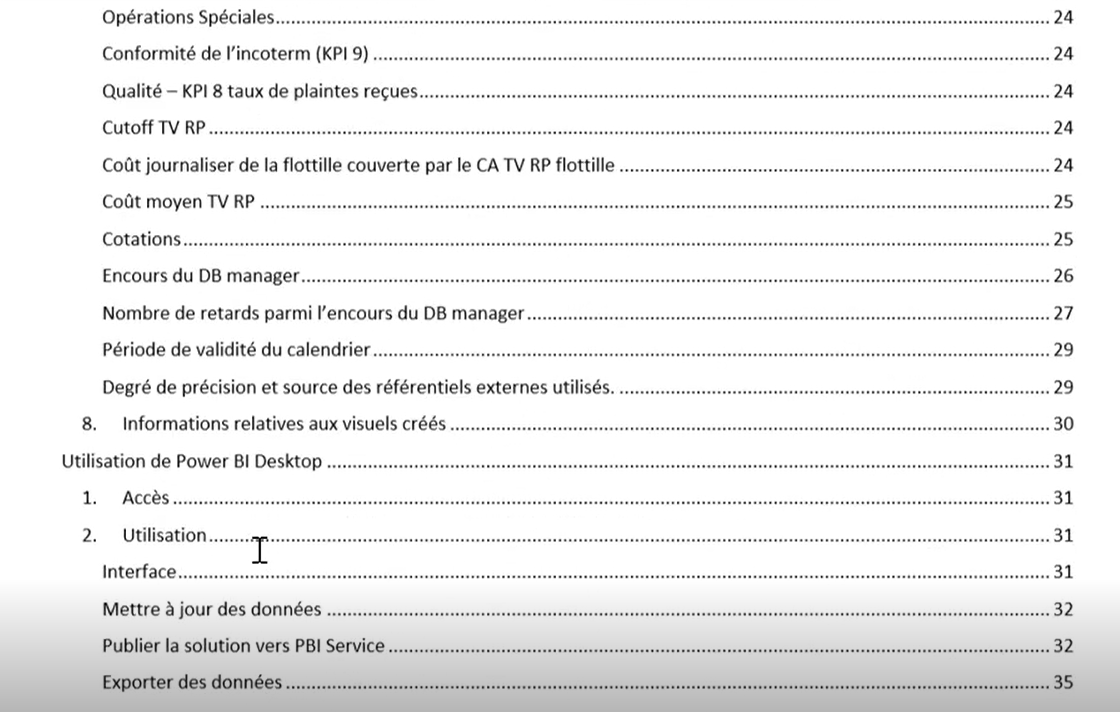 Opérations Spéciales 24
Conformité de l'incoterm (KPI 9) 24
Qualité – KPI 8 taux de plaintes reçues 24
Cutoff TV RP 24
Coût journaliser de la flottille couverte par le CA TV RP flottille 24
Coût moyen TV RP 25
Cotations 25
Encours du DB manager 26
Nombre de retards parmi l'encours du DB manager 27
Période de validité du calendrier 29
Degré de précision et source des référentiels externes utilisés. 29
8. Informations relatives aux visuels créés 30
Utilisation de Power BI Desktop 31
1. Accès 31
2. Utilisation 31
Interface 31
Mettre à jour des données 32
Publier la solution vers PBI Service 32
Exporter des données 35